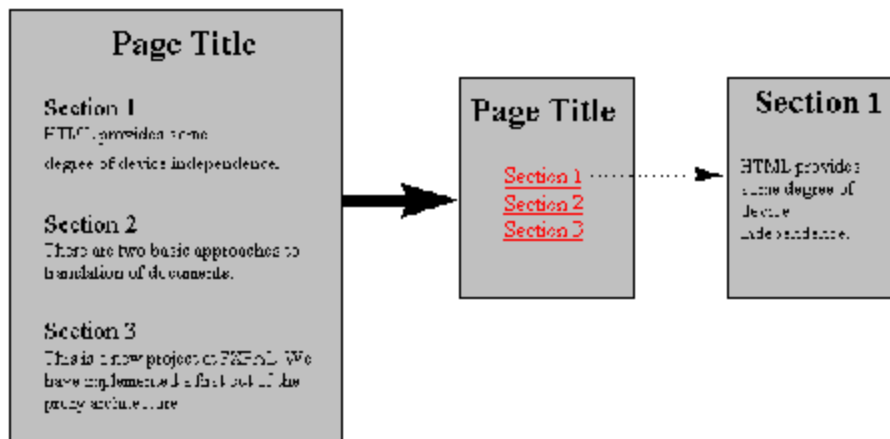 Page Title
Section 1
HTML provides some
degree of device independence.
Section 2
There are two basic approaches to
translation of documents.
Section 3
This is a new project at FXPAL. We
have implemented a first cut of the
proxy architecture
Page Title
Section 1
Section 2
Section 3
Section 1
HTML provides
some degree of
device
independence.